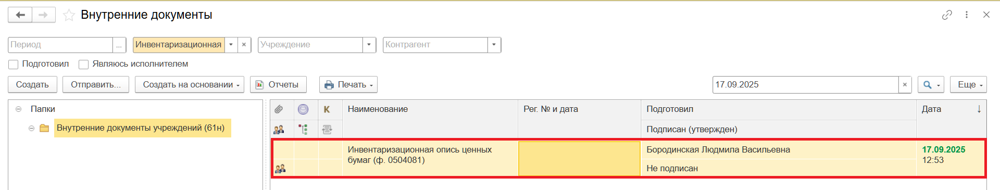 Внутренние документы
Период ... Инвентаризационная × Учреждение Контрагент
Подготовил Являюсь исполнителем
Создать Отправить... Создать на основании Отчеты Печать 17.09.2025 × Еще
Папки
Внутренние документы учреждений (61н)
К Наименование Рег. № и дата Подготовил Дата ↓
Подписан (утвержден)
Инвентаризационная опись ценных
бумаг (ф. 0504081)
Бородинская Людмила Васильевна
Не подписан
17.09.2025
12:53